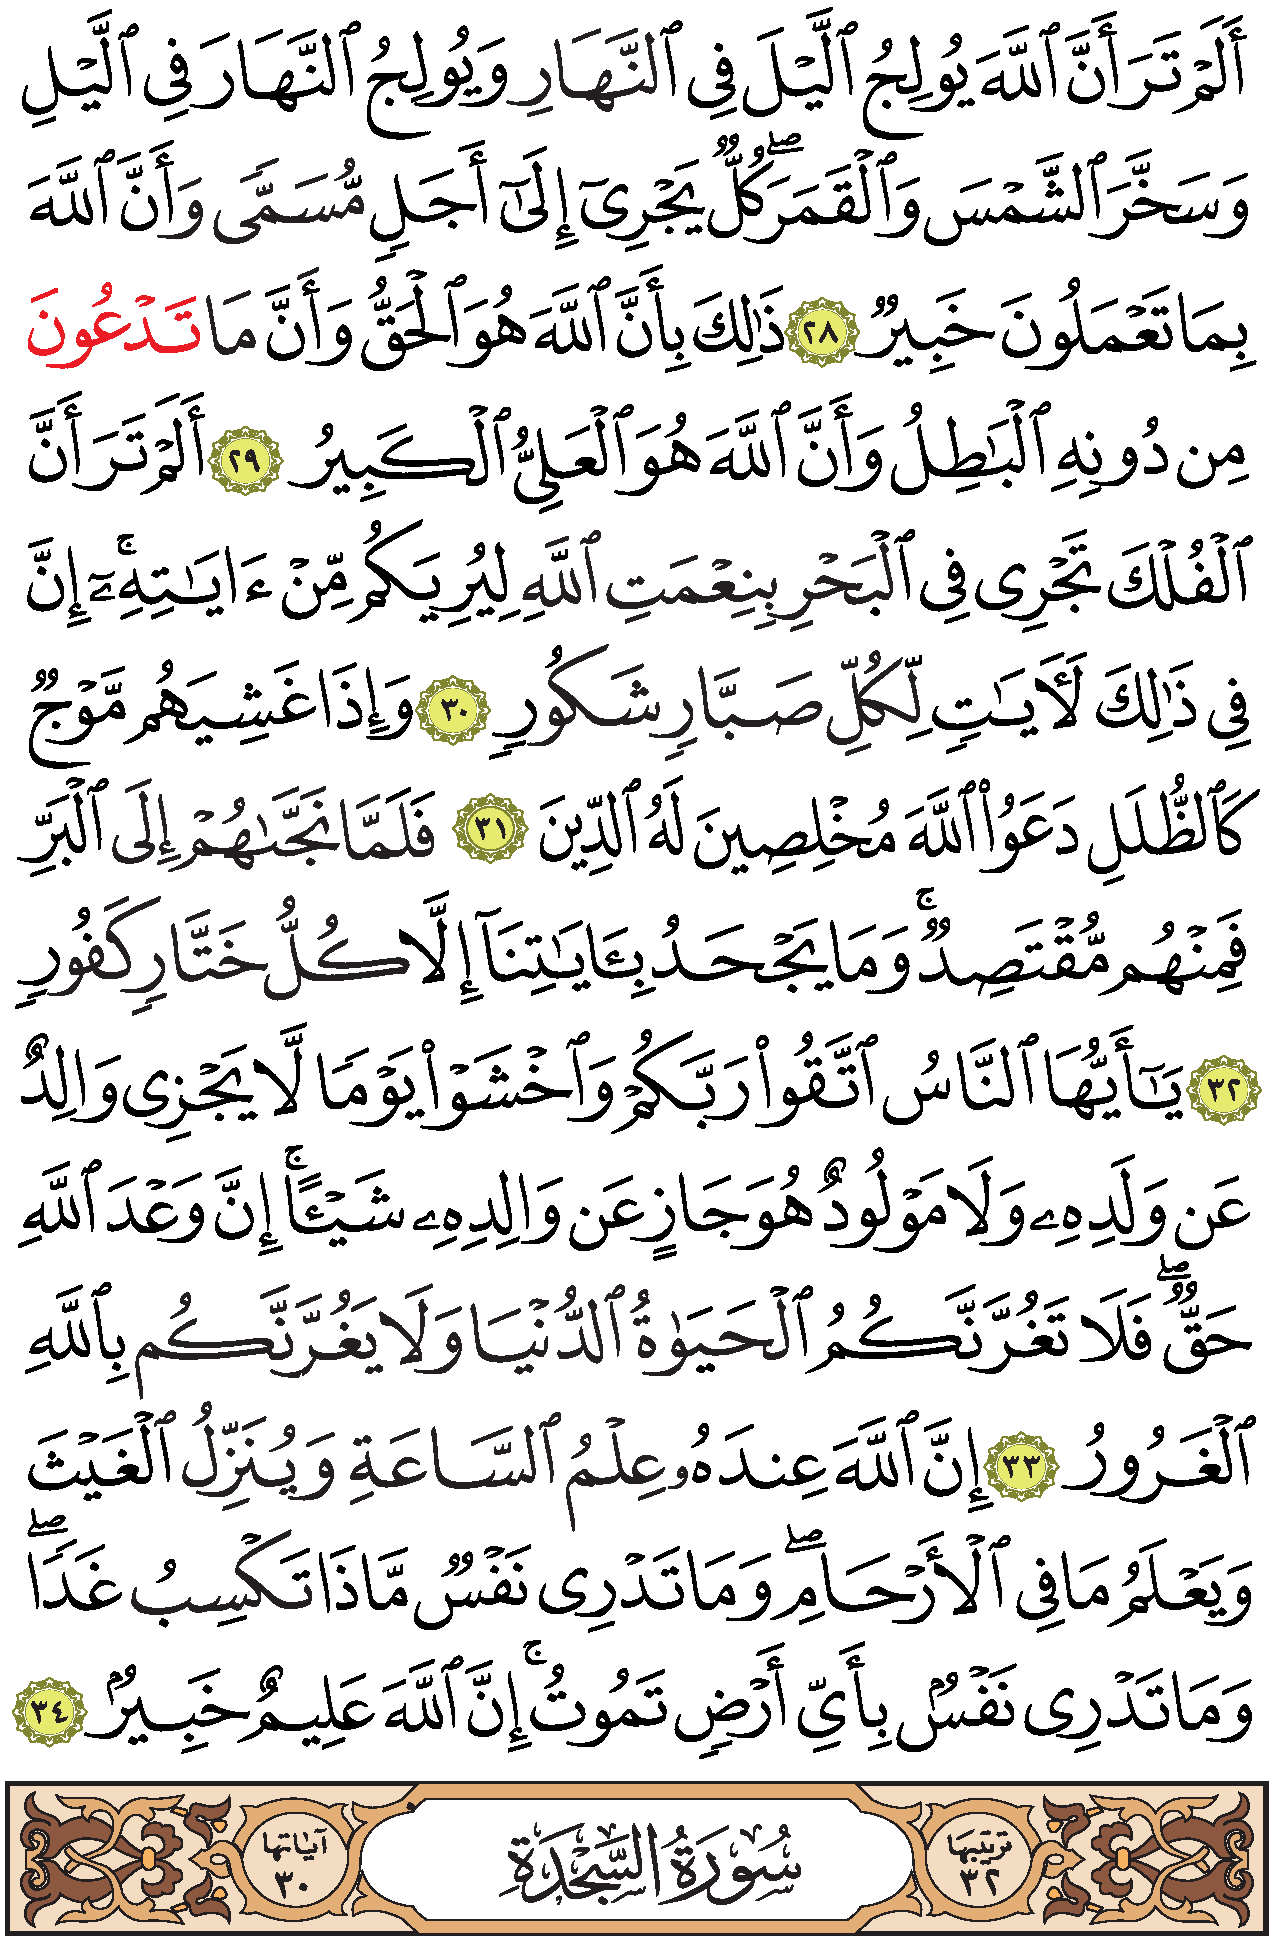 أَلَمْ تَرَ أَنَّ ٱللَّهَ يُولِجُ ٱلَّيْلَ فِى ٱلنَّهَارِ وَيُولِجُ ٱلنَّهَارَ فِى ٱلَّيْلِ
وَسَخَّرَ ٱلشَّمْسَ وَٱلْقَمَرَۖ كُلٌّ يَجْرِىٓ إِلَىٰٓ أَجَلٍ مُّسَمًّى وَأَنَّ ٱللَّهَ
بِمَا تَعْمَلُونَ خَبِيرٌ ٢٨ ذَٰلِكَ بِأَنَّ ٱللَّهَ هُوَ ٱلْحَقُّ وَأَنَّ مَا تَدْعُونَ
مِن دُونِهِ ٱلْبَٰطِلُ وَأَنَّ ٱللَّهَ هُوَ ٱلْعَلِىُّ ٱلْكَبِيرُ ٢٩ أَلَمْ تَرَ أَنَّ
ٱلْفُلْكَ تَجْرِى فِى ٱلْبَحْرِ بِنِعْمَتِ ٱللَّهِ لِيُرِيَكُم مِّنْ ءَايَٰتِهِۦٓۚ إِنَّ
فِى ذَٰلِكَ لَأٓيَٰتٍ لِّكُلِّ صَبَّارٍ شَكُورٍ ٣٠ وَإِذَا غَشِيَهُم مَّوْجٌ
كَٱلظُّلَلِ دَعَوُا۟ ٱللَّهَ مُخْلِصِينَ لَهُ ٱلدِّينَ ٣١ فَلَمَّا نَجَّىٰهُمْ إِلَى ٱلْبَرِّ
فَمِنْهُم مُّقْتَصِدٌۚ وَمَا يَجْحَدُ بِـَٔايَٰتِنَآ إِلَّا كُلُّ خَتَّارٍ كَفُورٍ
٣٢ يَٰٓأَيُّهَا ٱلنَّاسُ ٱتَّقُوا۟ رَبَّكُمْ وَٱخْشَوْا۟ يَوْمًا لَّا يَجْزِى وَالِدٌ
عَن وَلَدِهِۦ وَلَا مَوْلُودٌ هُوَ جَازٍ عَن وَالِدِهِۦ شَيْـًٔاۚ إِنَّ وَعْدَ ٱللَّهِ
حَقٌّۖ فَلَا تَغُرَّنَّكُمُ ٱلْحَيَوٰةُ ٱلدُّنْيَا وَلَا يَغُرَّنَّكُم بِٱللَّهِ
ٱلْغَرُورُ ٣٣ إِنَّ ٱللَّهَ عِندَهُۥ عِلْمُ ٱلسَّاعَةِ وَيُنَزِّلُ ٱلْغَيْثَ
وَيَعْلَمُ مَا فِى ٱلْأَرْحَامِۖ وَمَا تَدْرِى نَفْسٌ مَّاذَا تَكْسِبُ غَدًاۖ
وَمَا تَدْرِى نَفْسٌۢ بِأَىِّ أَرْضٍ تَمُوتُۚ إِنَّ ٱللَّهَ عَلِيمٌ خَبِيرٌۢ ٣٤
ترتيبها ٣٢
سُورَةُ السَّجْدَةِ
آياتها ٣٠